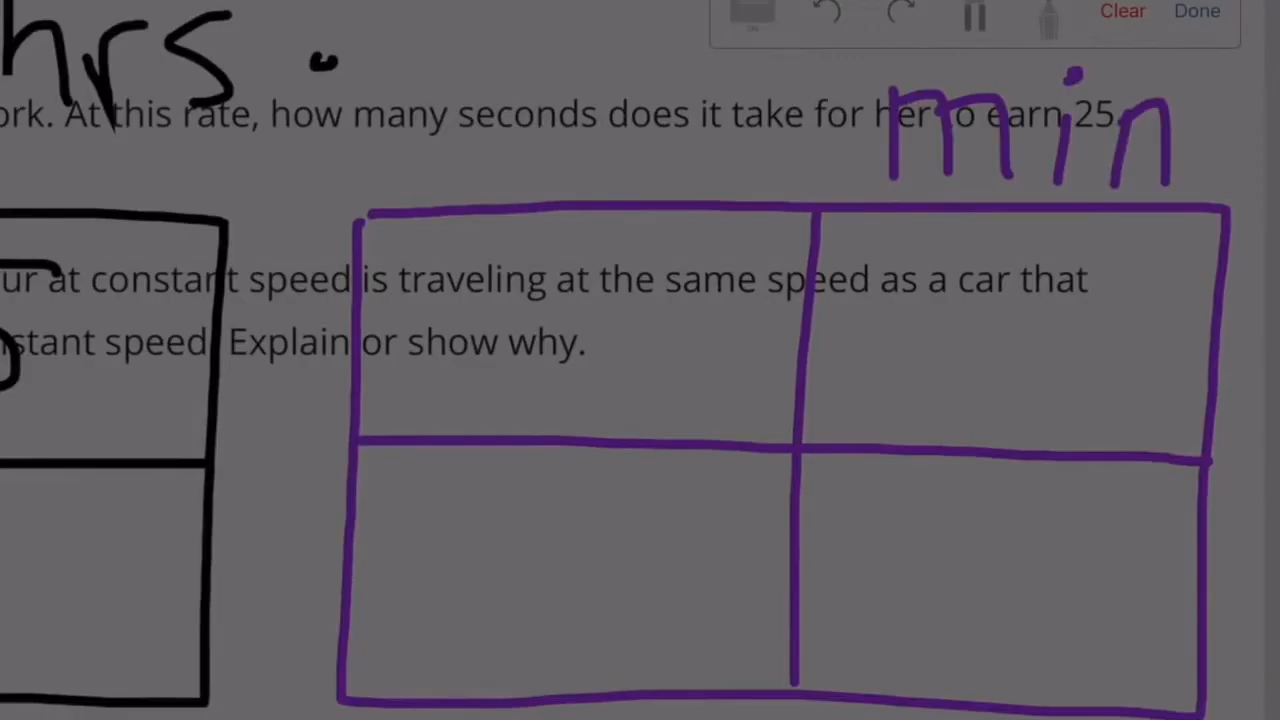 Clear Done
hrs.
min
ork. At this rate, how many seconds does it take for her to earn 25
ur at constant speed is traveling at the same speed as a car that
nstant speed. Explain or show why.